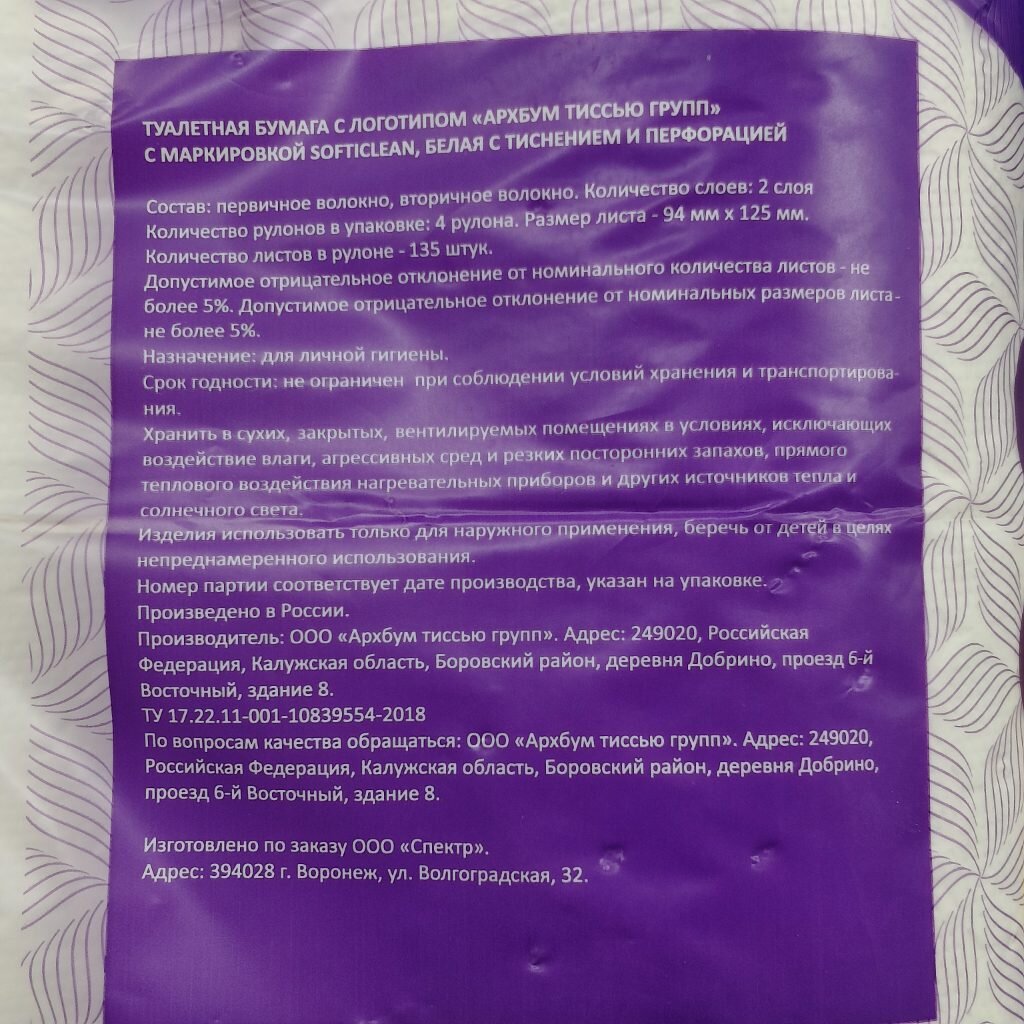 ТУАЛЕТНАЯ БУМАГА С ЛОГОТИПОМ «АРХБУМ ТИССЬЮ ГРУПП»
С МАРКИРОВКОЙ SOFTICLEAN, БЕЛАЯ С ТИСНЕНИЕМ И ПЕРФОРАЦИЕЙ
Состав: первичное волокно, вторичное волокно. Количество слоев: 2 слоя
Количество рулонов в упаковке: 4 рулона. Размер листа - 94 мм х 125 мм.
Количество листов в рулоне - 135 штук.
Допустимое отрицательное отклонение от номинального количества листов - не
более 5%. Допустимое отрицательное отклонение от номинальных размеров листа-
не более 5%.
Назначение: для личной гигиены.
Срок годности: не ограничен при соблюдении условий хранения и транспортирова-
ния.
Хранить в сухих, закрытых, вентилируемых помещениях в условиях, исключающих
воздействие влаги, агрессивных сред и резких посторонних запахов, прямого
теплового воздействия нагревательных приборов и других источников тепла и
солнечного света.
Изделия использовать только для наружного применения, беречь от детей в целях
непреднамеренного использования.
Номер партии соответствует дате производства, указан на упаковке.
Произведено в России.
Производитель: ООО «Архбум тиссью групп». Адрес: 249020, Российская
Федерация, Калужская область, Боровский район, деревня Добрино, проезд 6-й
Восточный, здание 8.
ТУ 17.22.11-001-10839554-2018
По вопросам качества обращаться: ООО «Архбум тиссью групп». Адрес: 249020,
Российская Федерация, Калужская область, Боровский район, деревня Добрино,
проезд 6-й Восточный, здание 8.
Изготовлено по заказу ООО «Спектр».
Адрес: 394028 г. Воронеж, ул. Волгоградская, 32.